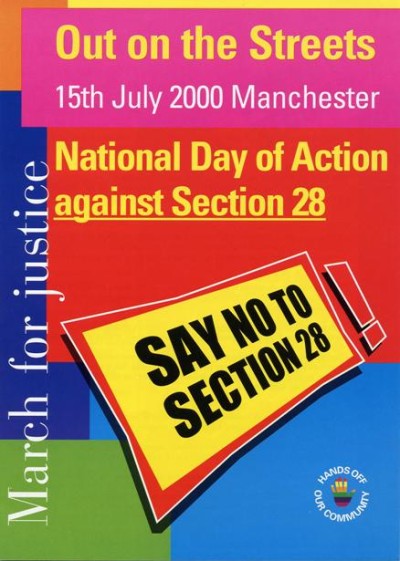 Out on the Streets
15th July 2000 Manchester
National Day of Action
against Section 28
March for justice
SAY NO TO
SECTION 28
!
HANDS OFF
OUR COMMUNITY